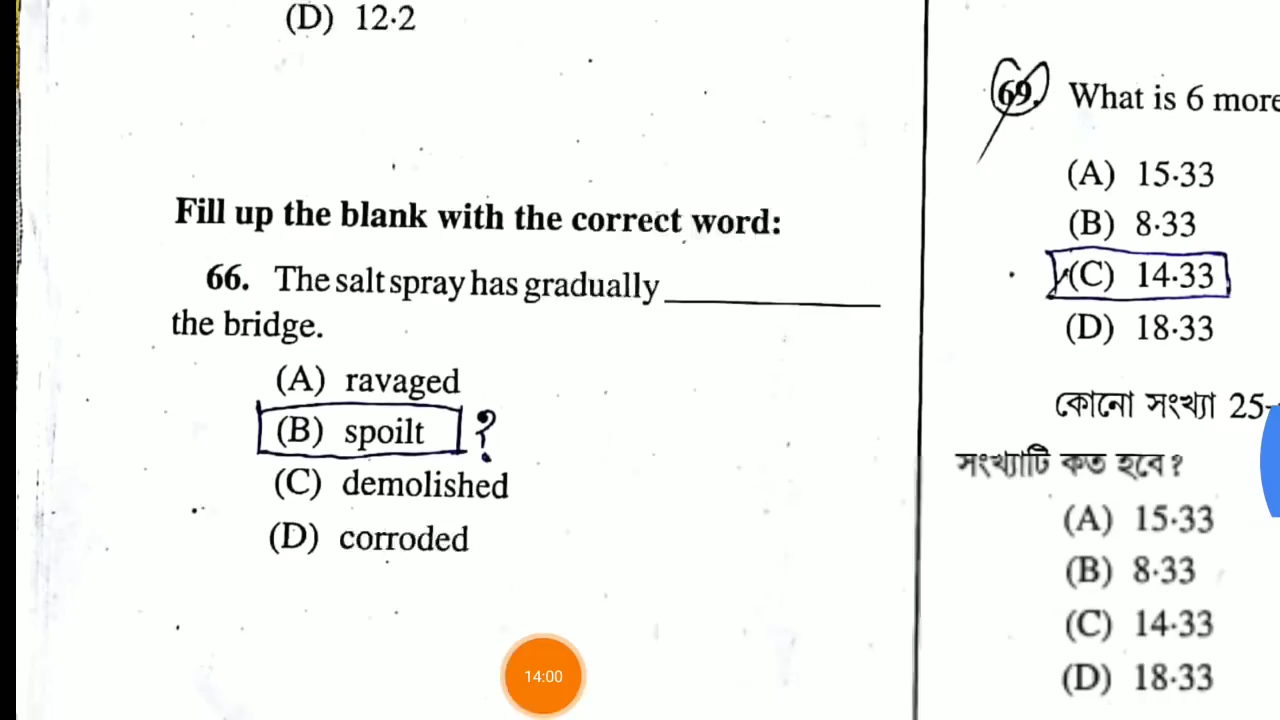 (D) 12·2
Fill up the blank with the correct word:
66. The salt spray has gradually ____________
the bridge.
(A) ravaged
(B) spoilt ?
(C) demolished
(D) corroded
69. What is 6 more
(A) 15·33
(B) 8·33
(C) 14·33
(D) 18·33
কোনো সংখ্যা 25-
সংখ্যাটি কত হবে?
(A) 15·33
(B) 8·33
(C) 14·33
(D) 18·33
14:00